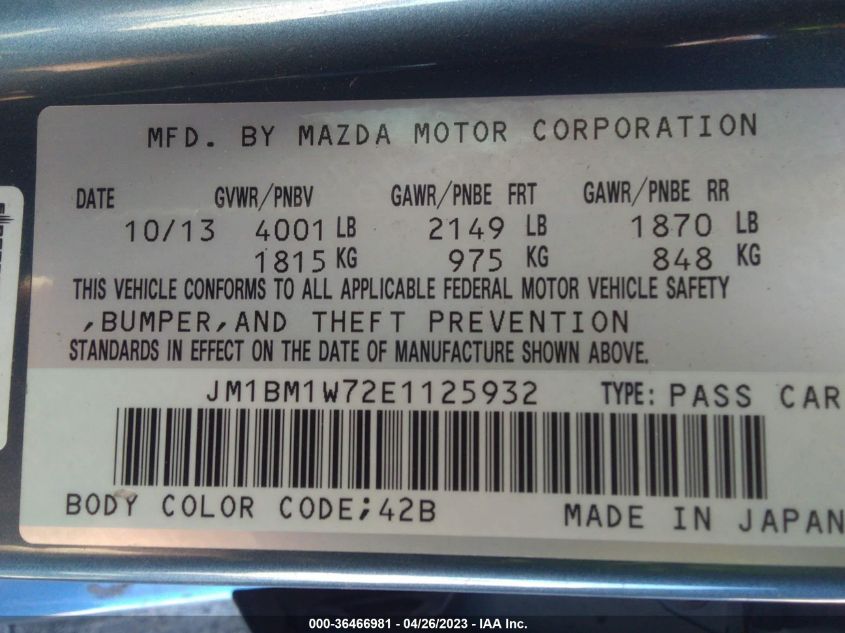 MFD. BY MAZDA MOTOR CORPORATION
DATE GVWR/PNBV GAWR/PNBE FRT GAWR/PNBE RR
10/13 4001 LB 2149 LB 1870 LB
1815 KG 975 KG 848 KG
THIS VEHICLE CONFORMS TO ALL APPLICABLE FEDERAL MOTOR VEHICLE SAFETY
,BUMPER,AND THEFT PREVENTION
STANDARDS IN EFFECT ON THE DATE OF MANUFACTURE SHOWN ABOVE.
JM1BM1W72E1125932 TYPE: PASS CAR
BODY COLOR CODE;42B MADE IN JAPAN
000-36466981 / 04/26/2023 - IAA Inc.